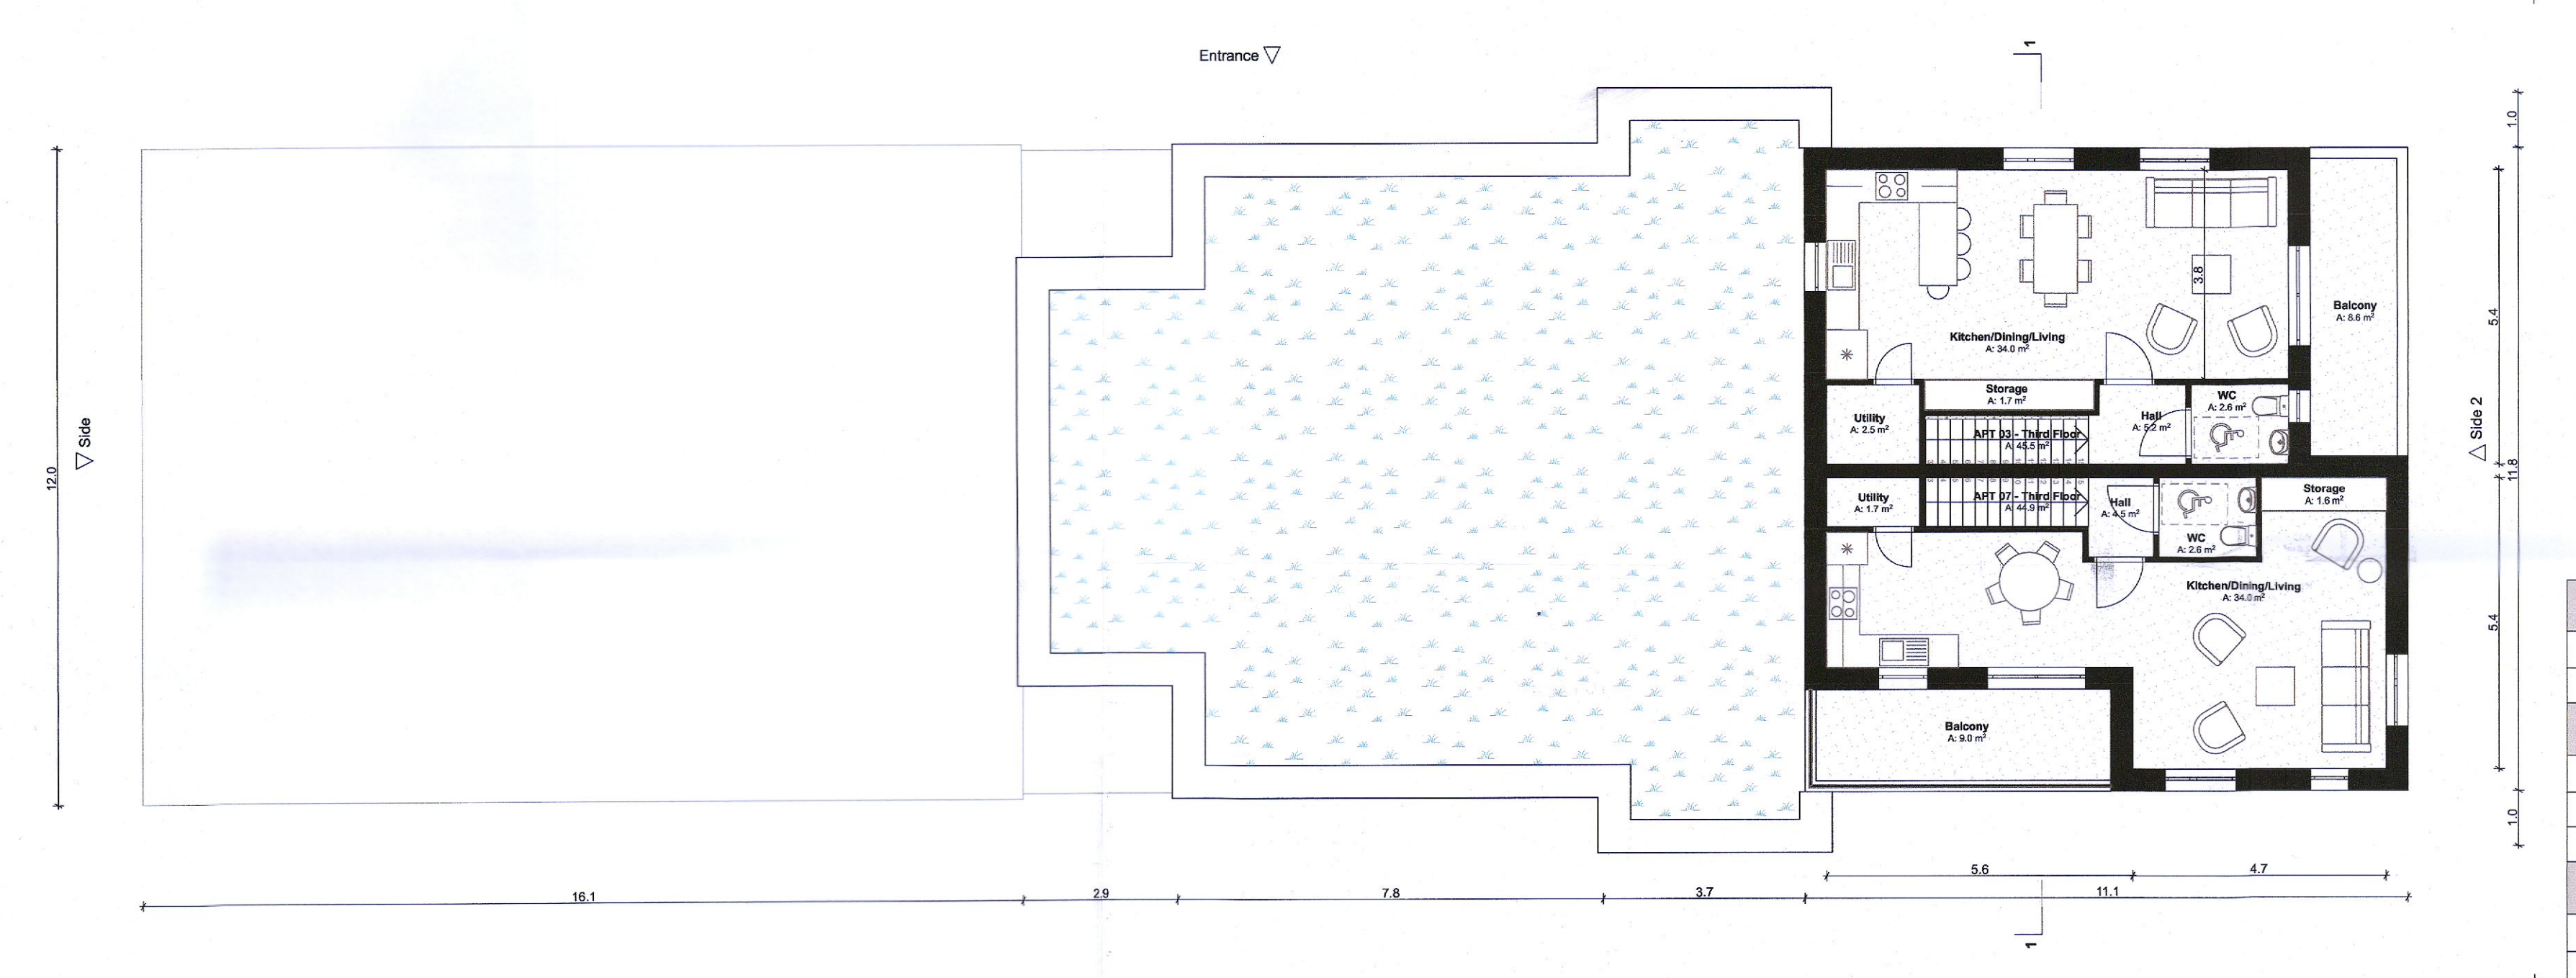 Entrance
1
1.0
Side
12.0
Kitchen/Dining/Living
A: 34.0 m²
3.8
Balcony
A: 8.6 m²
5.4
Storage
A: 1.7 m²
Utility
A: 2.5 m²
APT 03 - Third Floor
A: 45.5 m²
Hall
A: 5.2 m²
WC
A: 2.6 m²
Side 2
11.8
Utility
A: 1.7 m²
APT 07 - Third Floor
A: 44.9 m²
Hall
A: 4.5 m²
WC
A: 2.6 m²
Storage
A: 1.6 m²
Kitchen/Dining/Living
A: 34.0 m²
5.4
Balcony
A: 9.0 m²
1.0
5.6
4.7
16.1
2.9
7.8
3.7
11.1
1